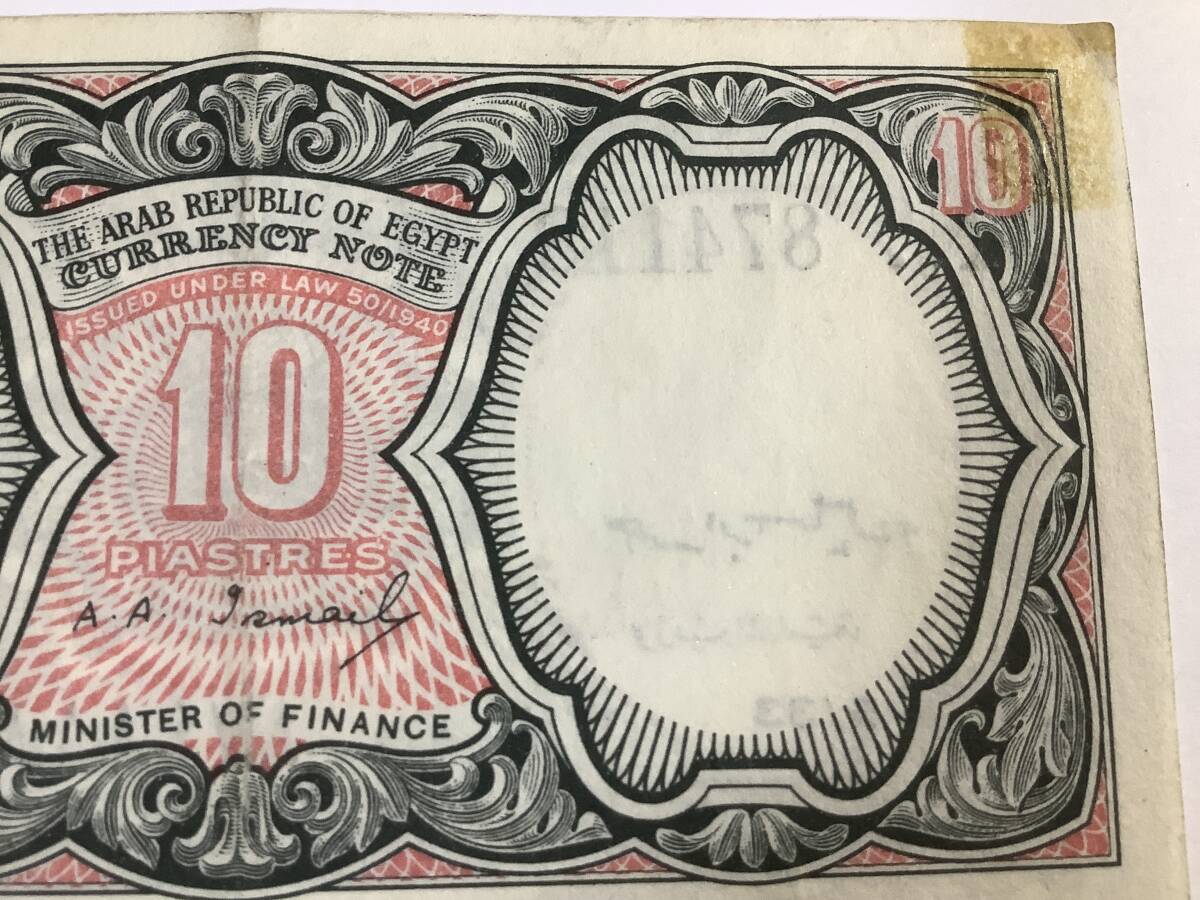 10
THE ARAB REPUBLIC OF EGYPT
CURRENCY NOTE
ISSUED UNDER LAW 50/1940
10
PIASTRES
A. A. Ismail
MINISTER OF FINANCE